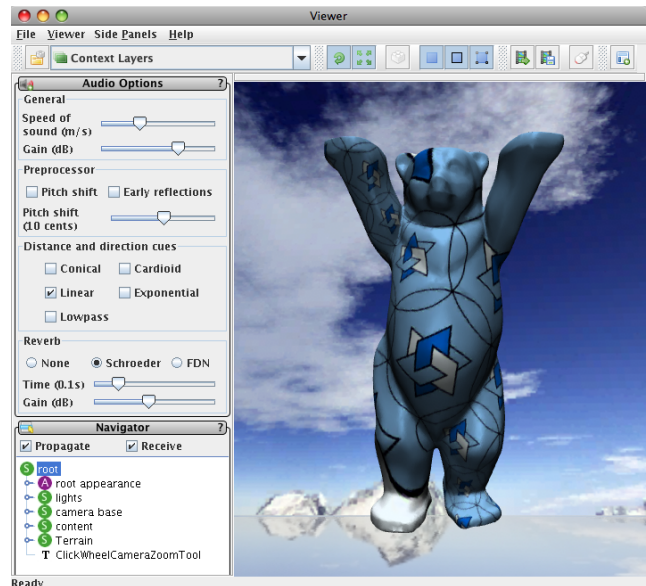 Viewer
File Viewer Side Panels Help
Context Layers
Audio Options ?
General
Speed of
sound (m/s)
Gain (dB)
Preprocessor
Pitch shift Early reflections
Pitch shift
(10 cents)
Distance and direction cues
Conical Cardioid
Linear Exponential
Lowpass
Reverb
None Schroeder FDN
Time (0.1s)
Gain (dB)
Navigator ?
Propagate Receive
S root
A root appearance
S lights
S camera base
S content
S Terrain
T ClickWheelCameraZoomTool
Ready